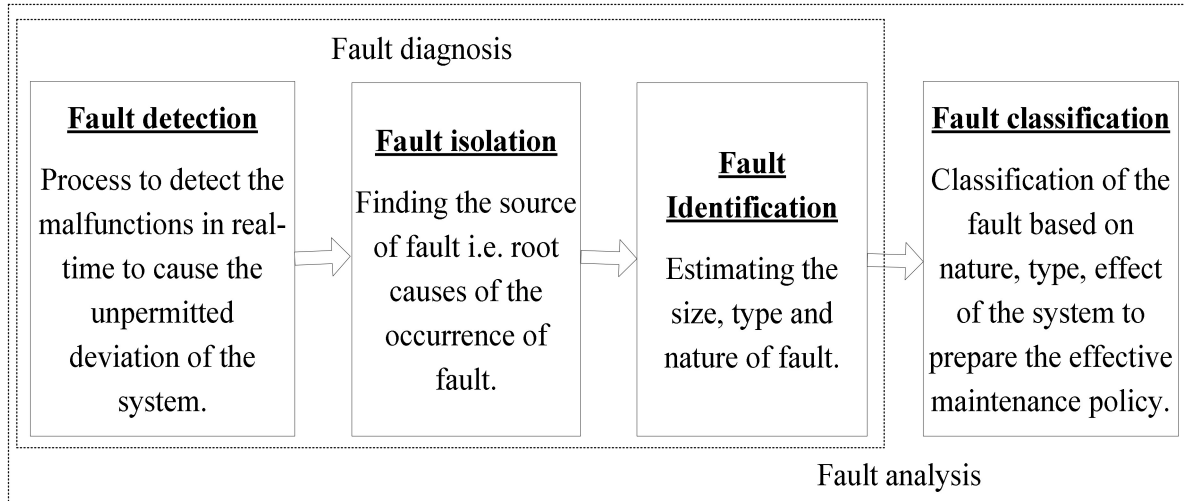 Fault diagnosis
Fault detection
Process to detect the
malfunctions in real-
time to cause the
unpermitted
deviation of the
system.
Fault isolation
Finding the source
of fault i.e. root
causes of the
occurrence of
fault.
Fault
Identification
Estimating the
size, type and
nature of fault.
Fault classification
Classification of the
fault based on
nature, type, effect
of the system to
prepare the effective
maintenance policy.
Fault analysis